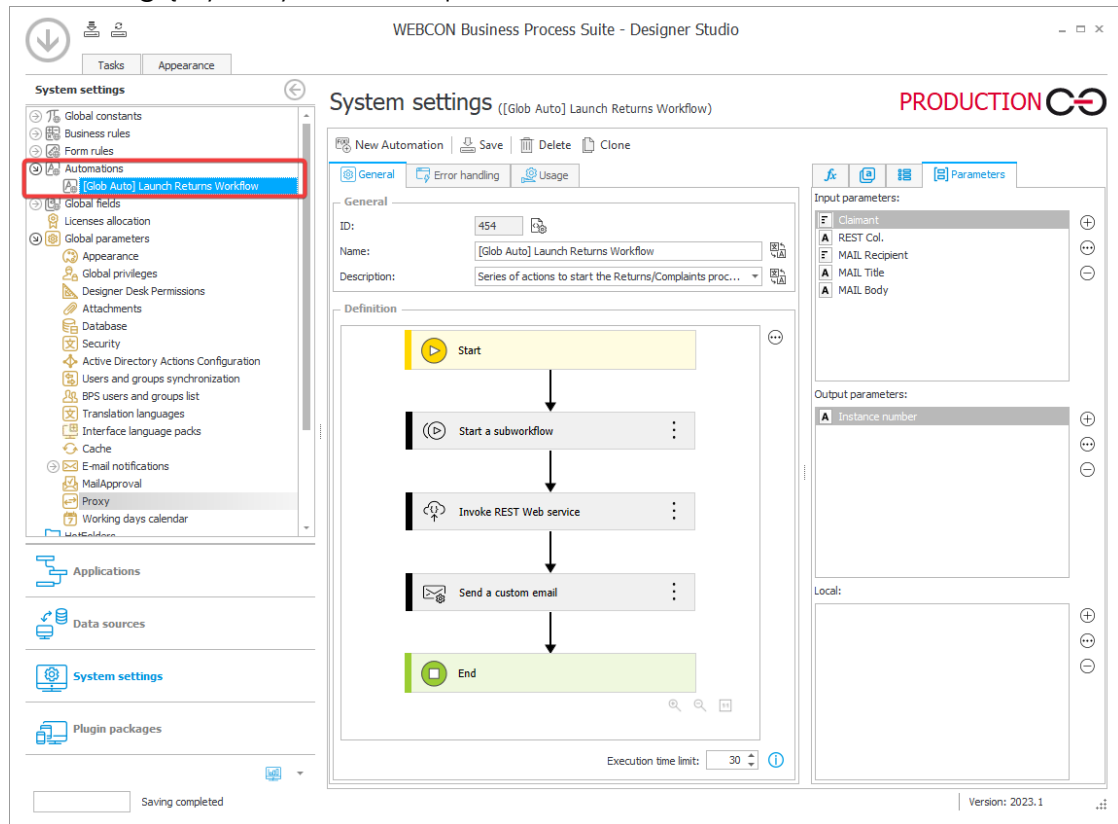 WEBCON Business Process Suite - Designer Studio
Tasks Appearance
System settings
Global constants
Business rules
Form rules
Automations
[Glob Auto] Launch Returns Workflow
Global fields
Licenses allocation
Global parameters
Appearance
Global privileges
Designer Desk Permissions
Attachments
Database
Security
Active Directory Actions Configuration
Users and groups synchronization
BPS users and groups list
Translation languages
Interface language packs
Cache
E-mail notifications
MailApproval
Proxy
Working days calendar
Applications
Data sources
System settings
Plugin packages
System settings ([Glob Auto] Launch Returns Workflow)
PRODUCTION
New Automation Save Delete Clone
General Error handling Usage
General
ID: 454
Name: [Glob Auto] Launch Returns Workflow
Description: Series of actions to start the Returns/Complaints proc...
Definition
Start
Start a subworkflow
Invoke REST Web service
Send a custom email
End
Execution time limit: 30
fx Parameters
Input parameters:
Claimant
A REST Col.
MAIL Recipient
A MAIL Title
A MAIL Body
Output parameters:
A Instance number
Local:
Saving completed
Version: 2023.1